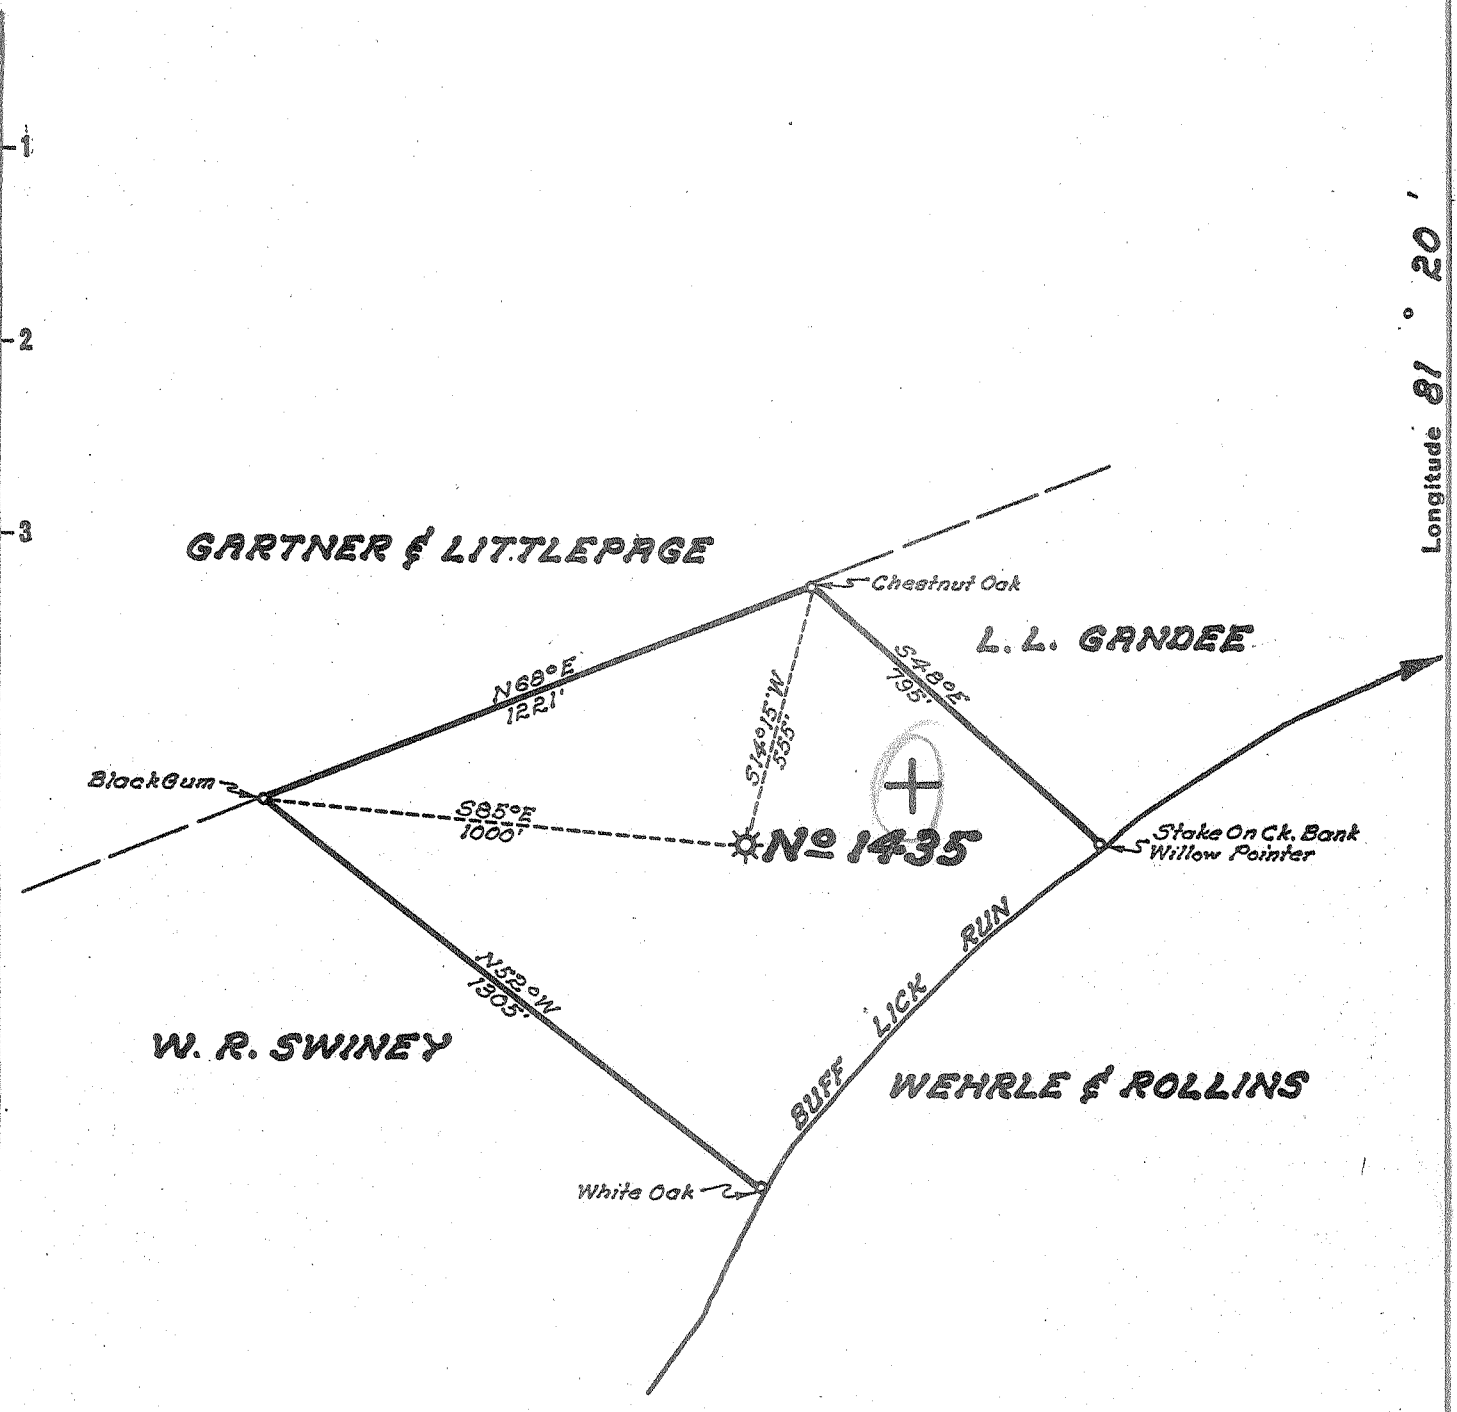 1
2
3
Longitude 81 ° 20 '
GARTNER & LITTLEPAGE
Chestnut Oak
L. L. GANDEE
N68°E
1221'
S48°E
795'
S14°15'W
555'
Black Gum
S85°E
1000'
No 1435
Stake On Ck. Bank
Willow Pointer
N52°W
1305'
W. R. SWINEY
BUFF LICK RUN
WEHRLE & ROLLINS
White Oak